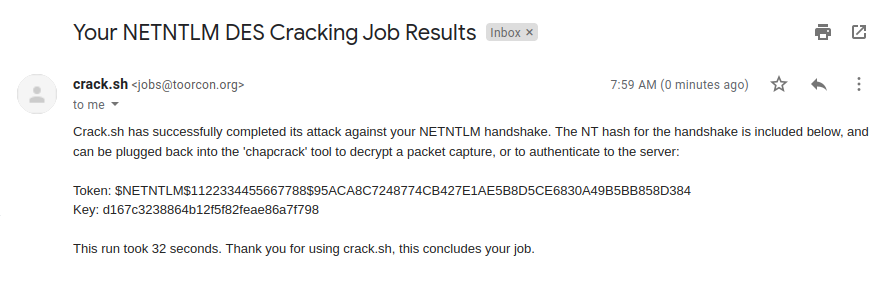 Your NETNTLM DES Cracking Job Results Inbox ×
crack.sh <jobs@toorcon.org> 7:59 AM (0 minutes ago)
to me
Crack.sh has successfully completed its attack against your NETNTLM handshake. The NT hash for the handshake is included below, and
can be plugged back into the 'chapcrack' tool to decrypt a packet capture, or to authenticate to the server:
Token: $NETNTLM$1122334455667788$95ACA8C7248774CB427E1AE5B8D5CE6830A49B5BB858D384
Key: d167c3238864b12f5f82feae86a7f798
This run took 32 seconds. Thank you for using crack.sh, this concludes your job.